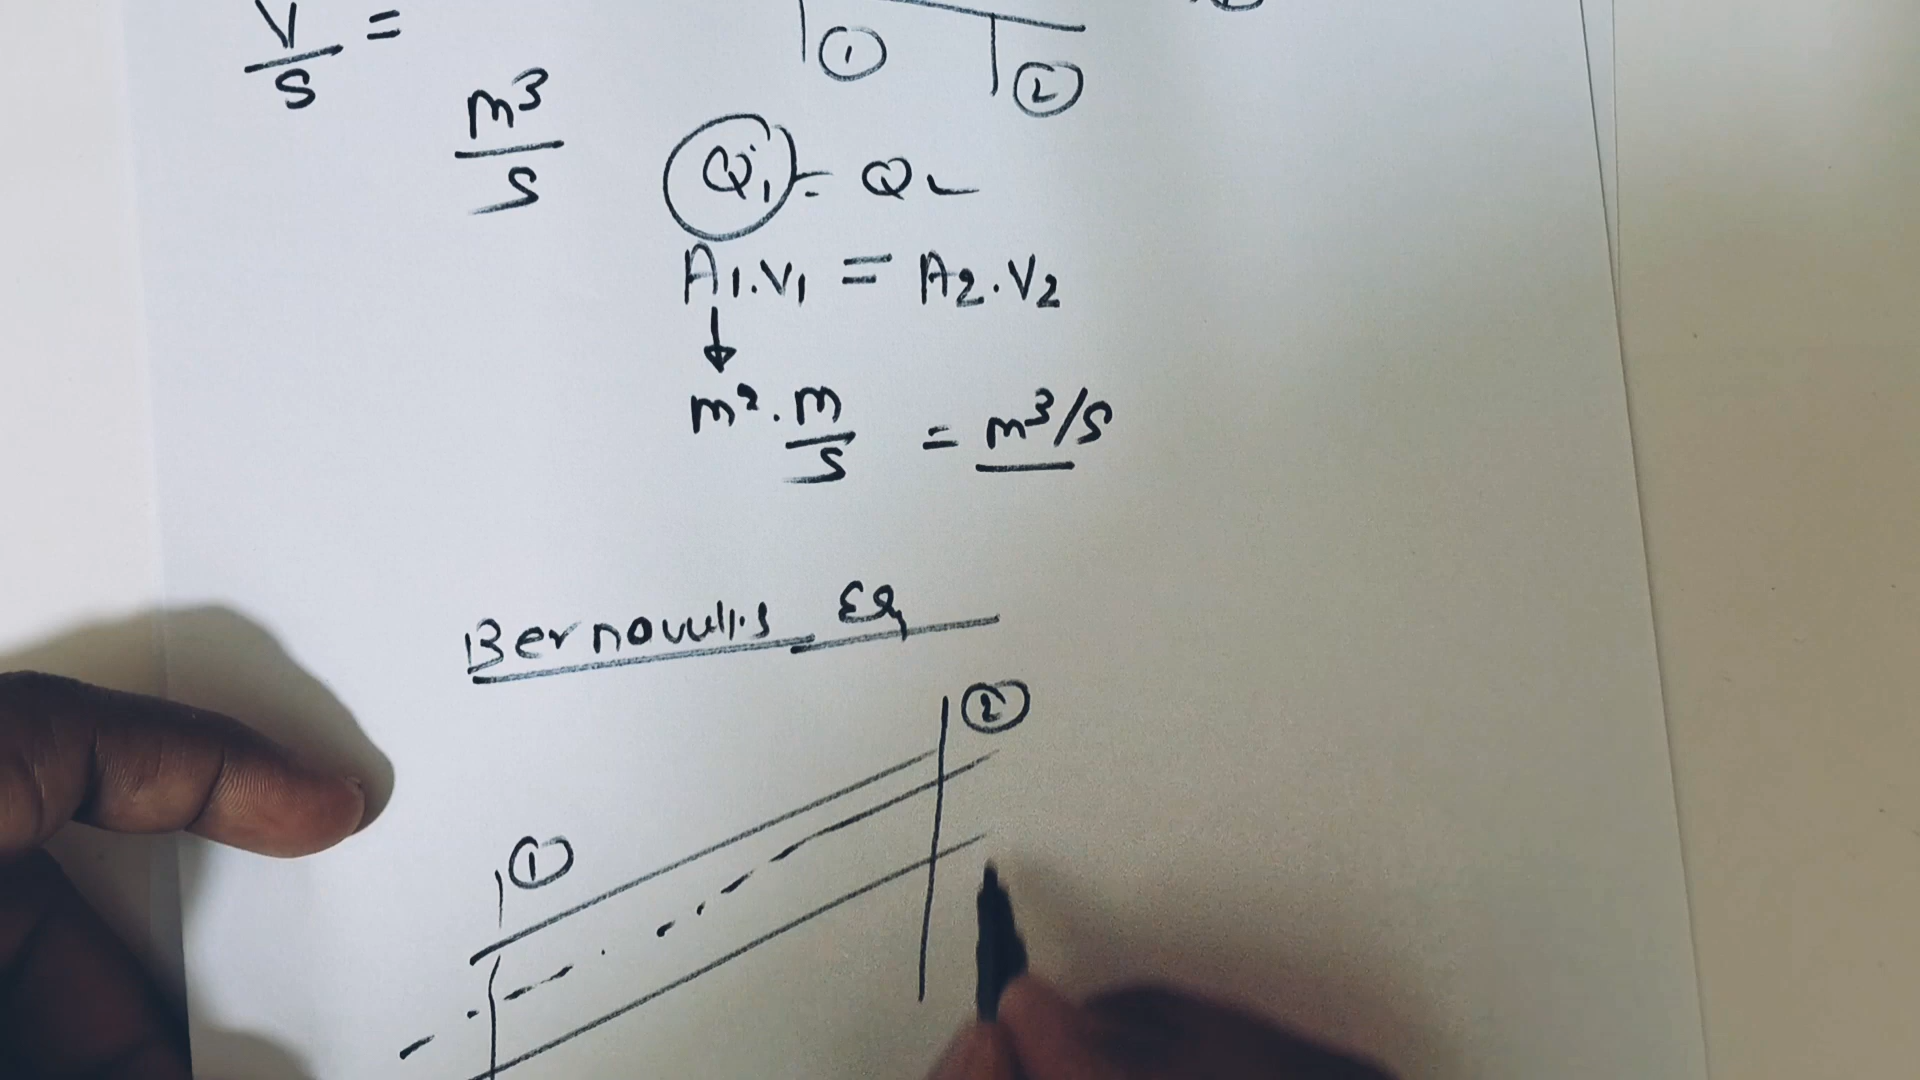 V/S =
m³/S
① ②
Q₁ = Q₂
A₁.V₁ = A₂.V₂
m².m/S = m³/S
Bernoulli's Eq
②
①